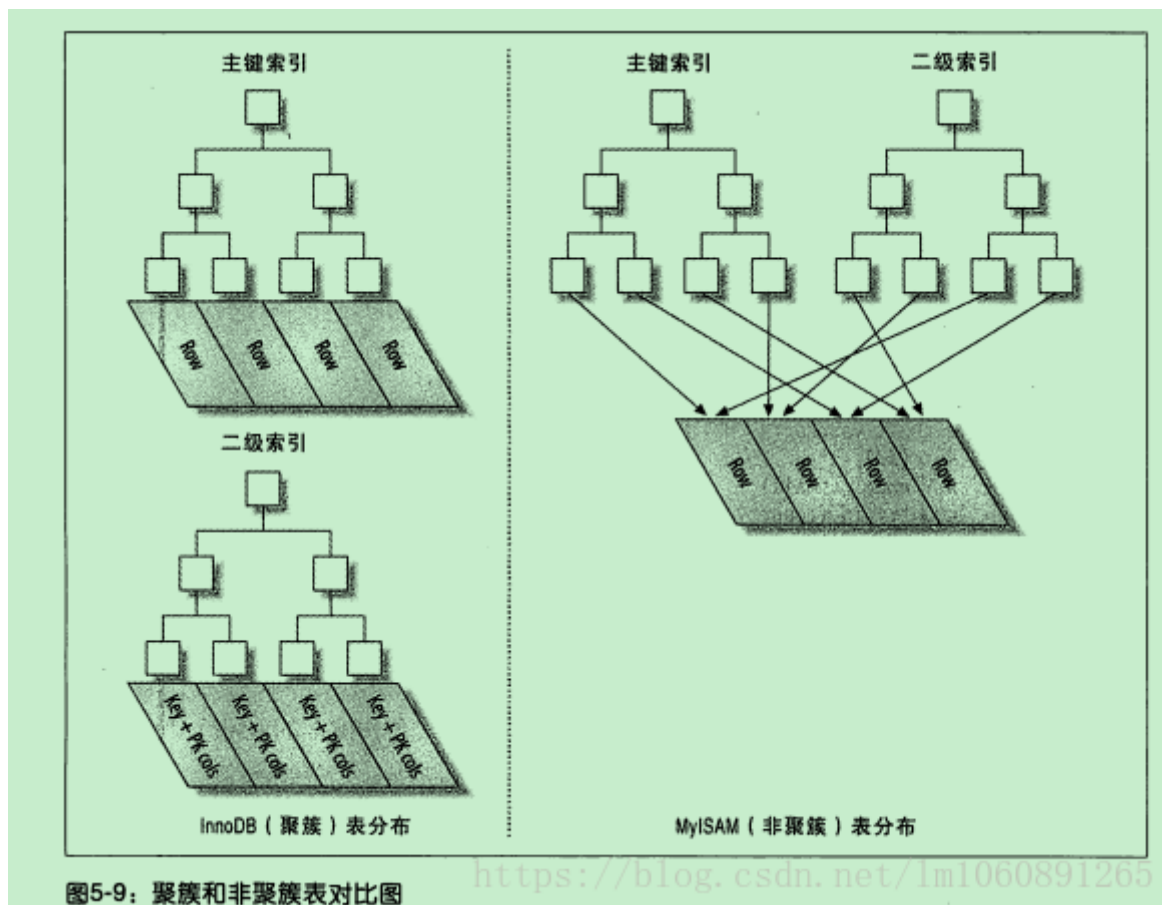 主键索引
Row
Row
Row
Row
二级索引
Key + PK cols
Key + PK cols
Key + PK cols
Key + PK cols
InnoDB（聚簇）表分布
主键索引
二级索引
Row
Row
Row
Row
MyISAM（非聚簇）表分布
https://blog.csdn.net/lm1060891265
图5-9：聚簇和非聚簇表对比图